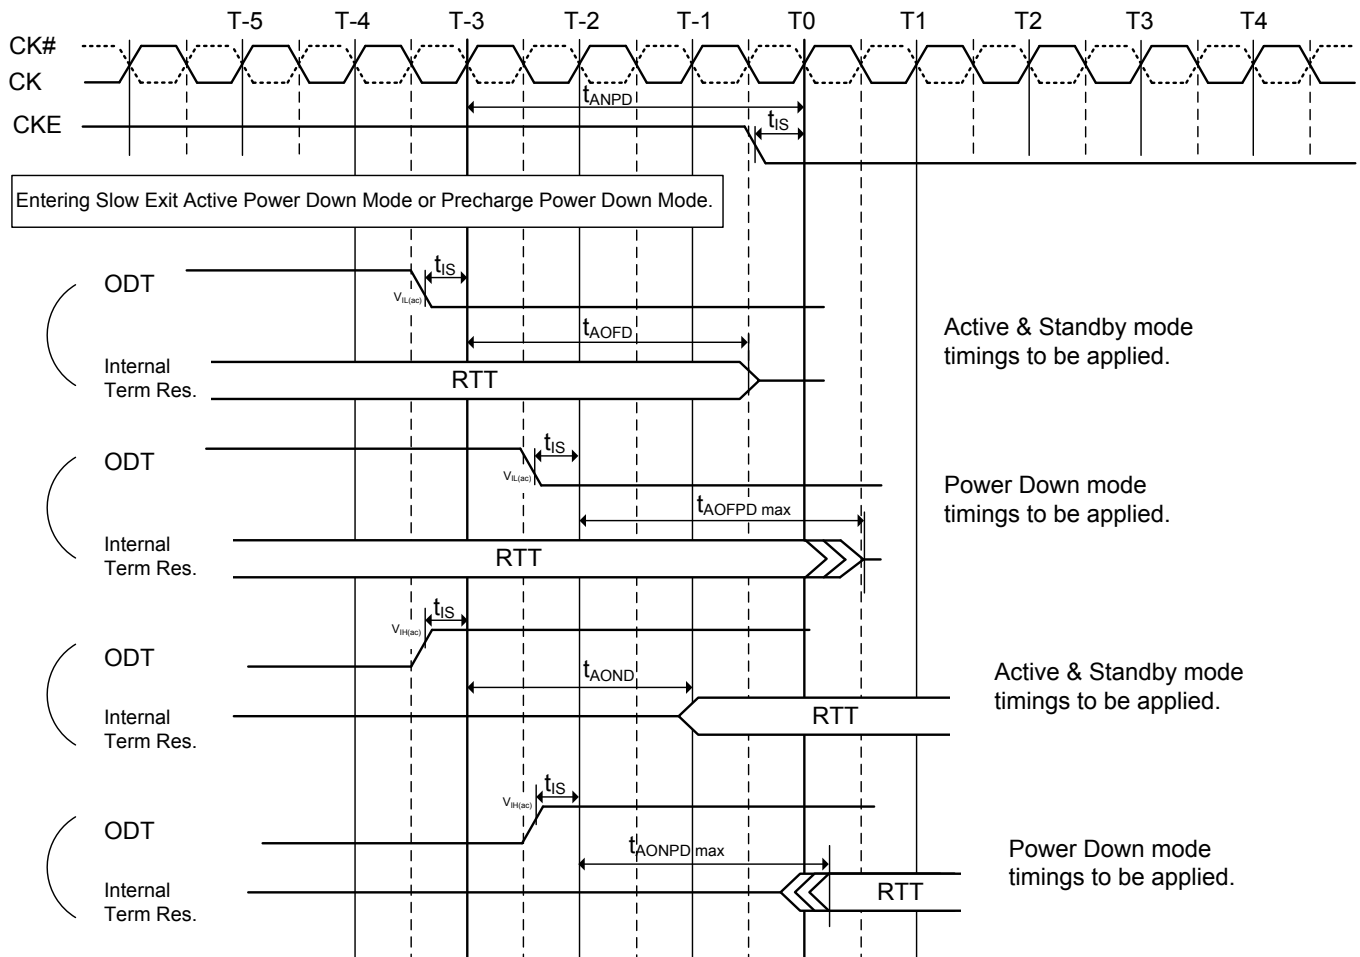 T-5 T-4 T-3 T-2 T-1 T0 T1 T2 T3 T4
CK#
CK
tANPD
CKE
tIS
Entering Slow Exit Active Power Down Mode or Precharge Power Down Mode.
ODT
tIS
VIL(ac)
tAOFD
Internal
Term Res.
RTT
Active & Standby mode
timings to be applied.
ODT
tIS
VIL(ac)
tAOFPD max
Internal
Term Res.
RTT
Power Down mode
timings to be applied.
tIS
VIH(ac)
ODT
tAOND
Internal
Term Res.
RTT
Active & Standby mode
timings to be applied.
tIS
VIH(ac)
ODT
tAONPD max
Internal
Term Res.
RTT
Power Down mode
timings to be applied.